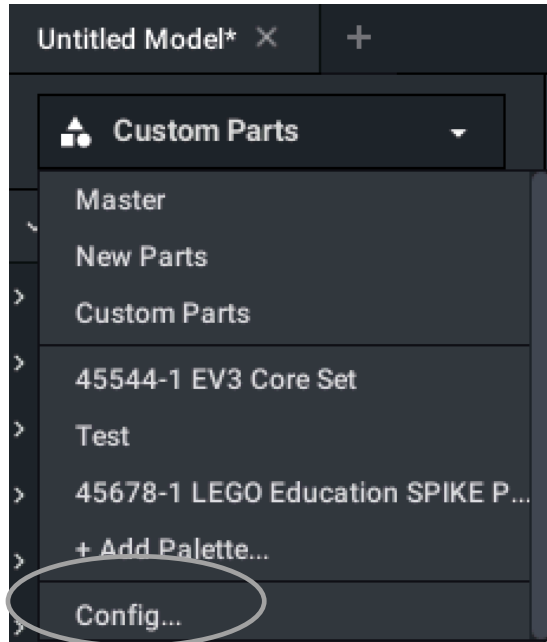 Untitled Model* × +
Custom Parts
Master
New Parts
Custom Parts
45544-1 EV3 Core Set
Test
45678-1 LEGO Education SPIKE P...
+ Add Palette...
Config...